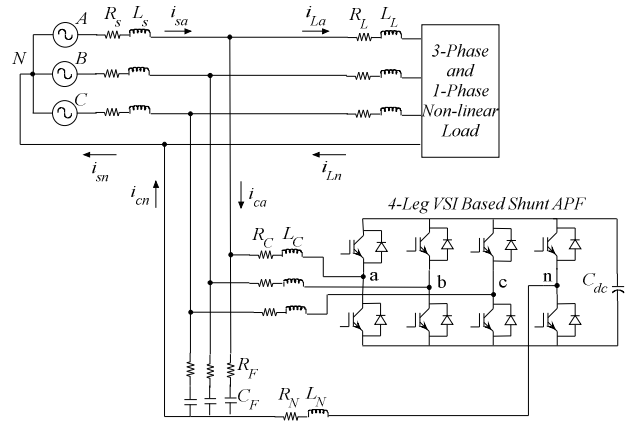 A
R_s L_s
i_sa
i_La
R_L L_L
N
B
C
3-Phase
and
1-Phase
Non-linear
Load
i_sn
i_Ln
i_cn
i_ca
4-Leg VSI Based Shunt APF
R_C L_C
a
b
c
n
C_dc
R_F
C_F
R_N L_N